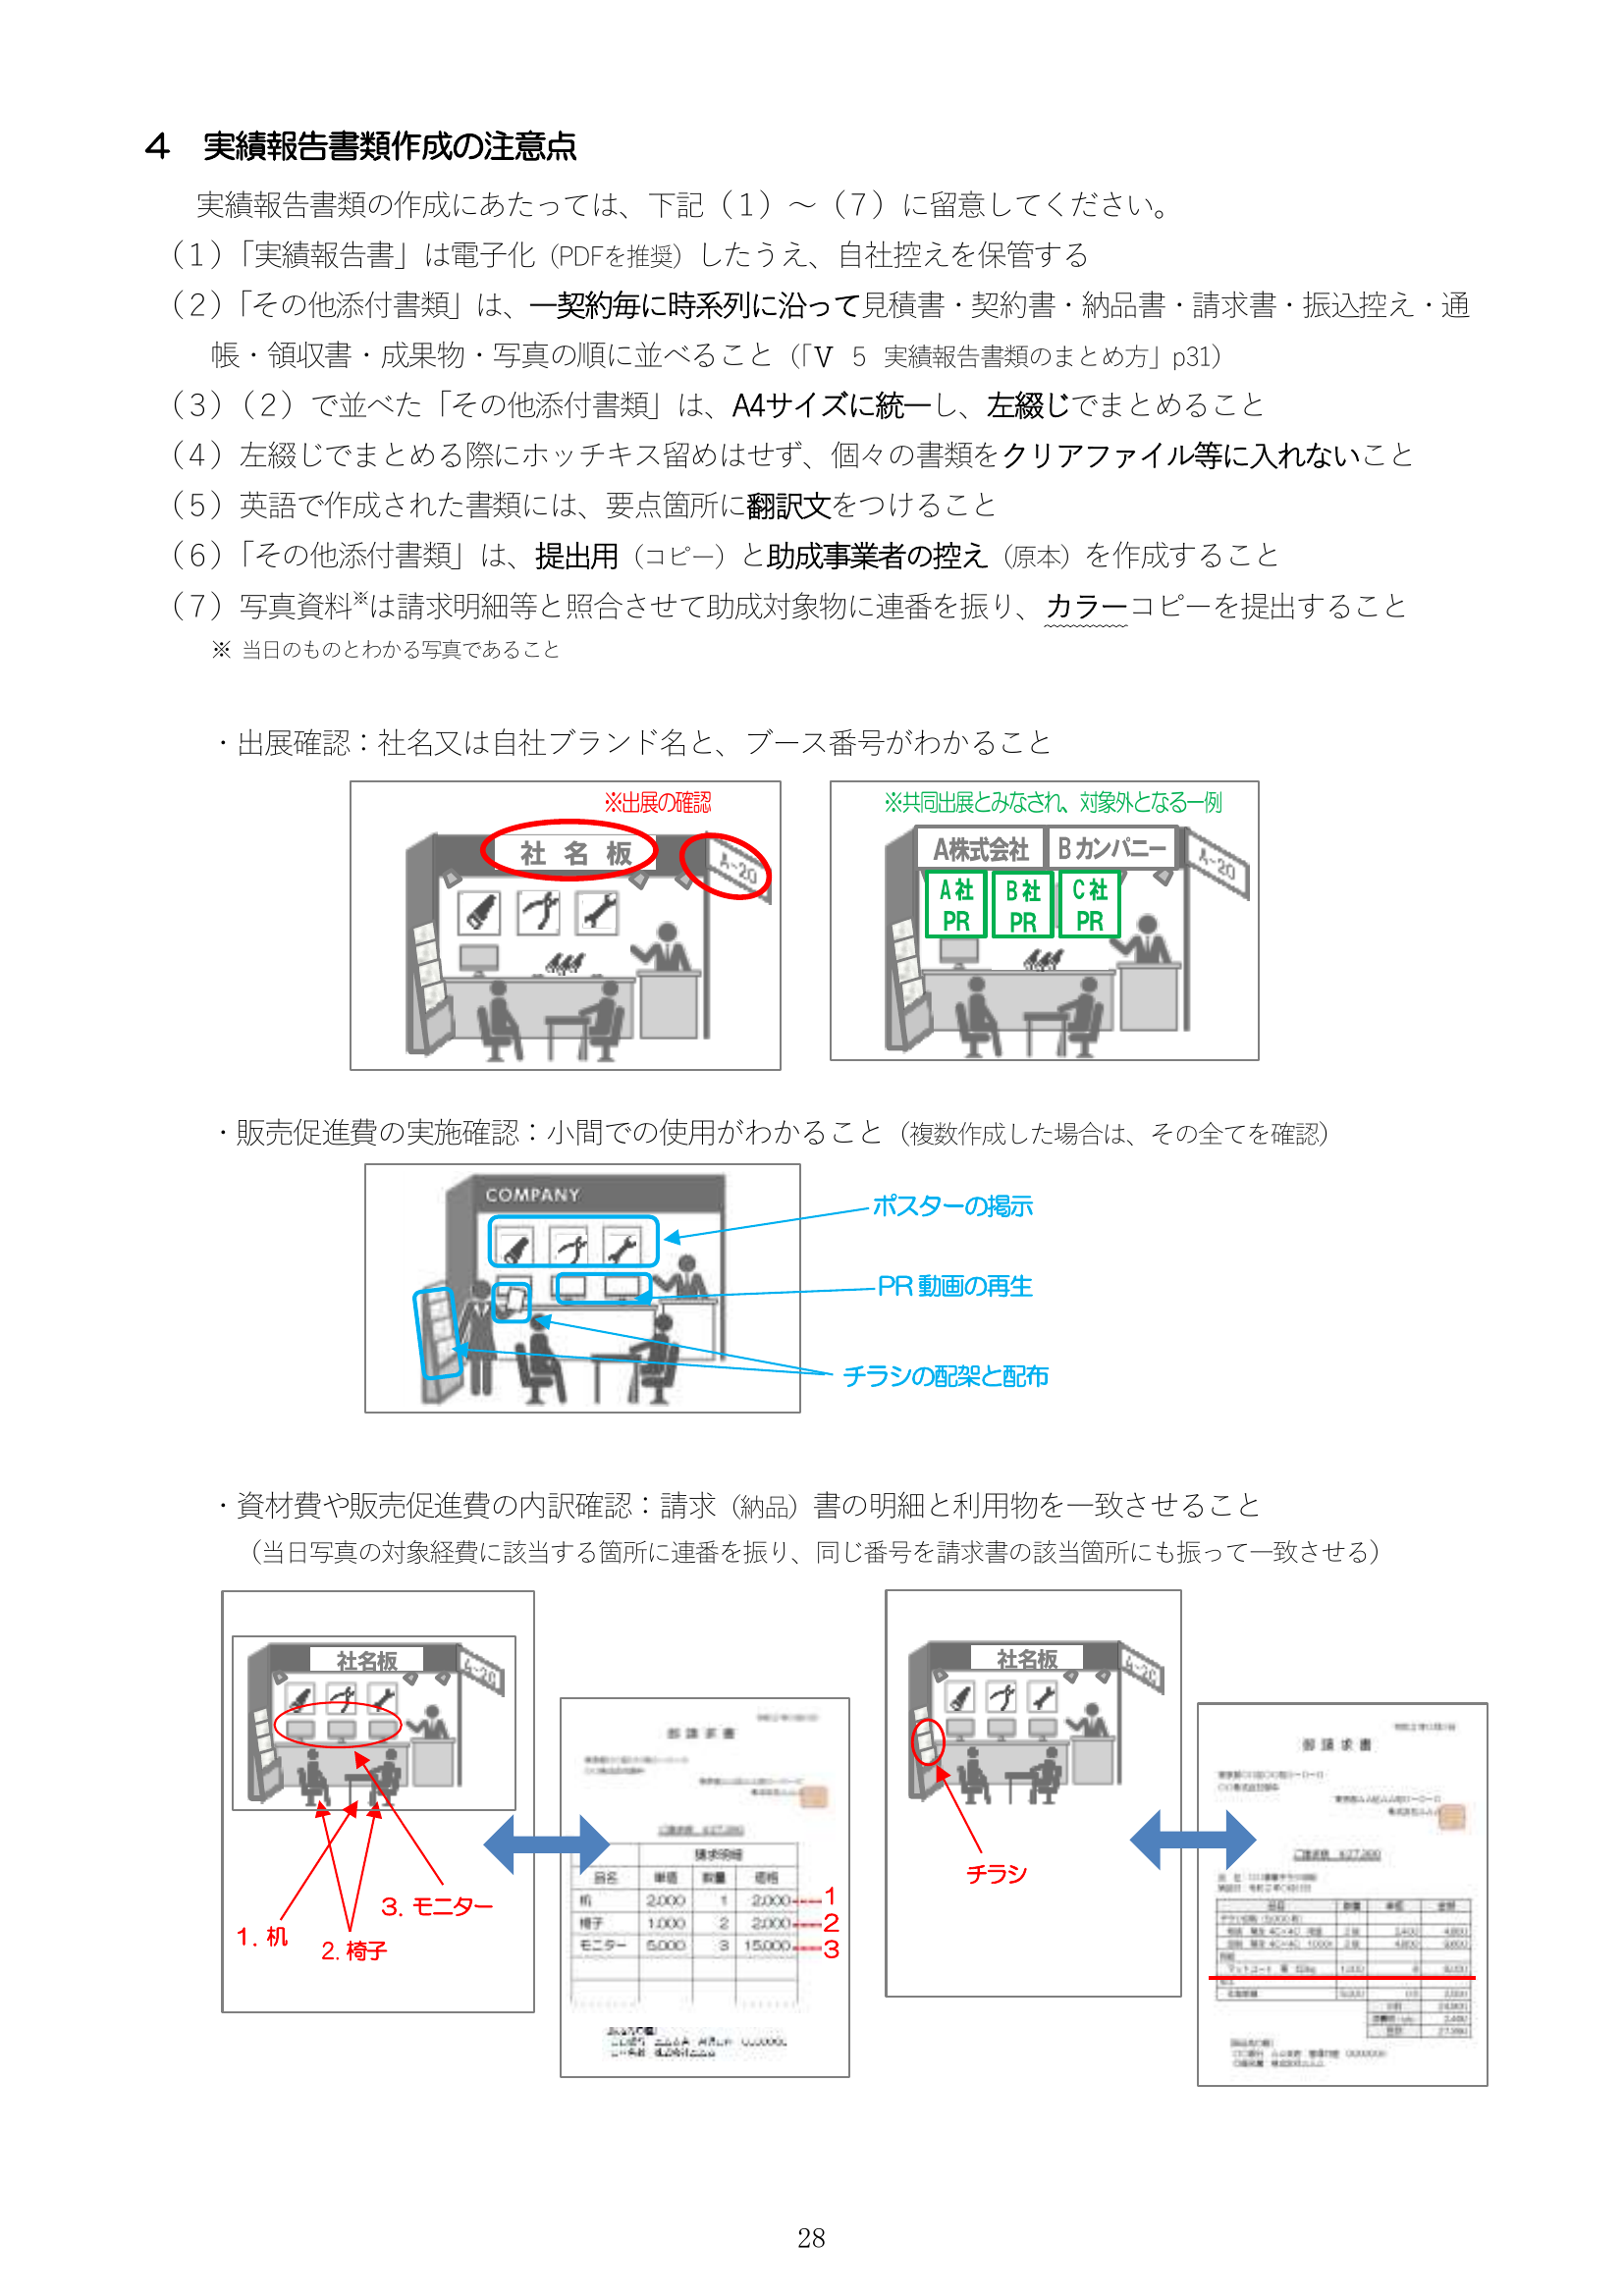 4　実績報告書類作成の注意点
実績報告書類の作成にあたっては、下記（1）～（7）に留意してください。
（1）「実績報告書」は電子化（PDFを推奨）したうえ、自社控えを保管する
（2）「その他添付書類」は、一契約毎に時系列に沿って見積書・契約書・納品書・請求書・振込控え・通
帳・領収書・成果物・写真の順に並べること（「Ⅴ 5 実績報告書類のまとめ方」p31）
（3）（2）で並べた「その他添付書類」は、A4サイズに統一し、左綴じでまとめること
（4）左綴じでまとめる際にホッチキス留めはせず、個々の書類をクリアファイル等に入れないこと
（5）英語で作成された書類には、要点箇所に翻訳文をつけること
（6）「その他添付書類」は、提出用（コピー）と助成事業者の控え（原本）を作成すること
（7）写真資料※は請求明細等と照合させて助成対象物に連番を振り、カラーコピーを提出すること
※ 当日のものとわかる写真であること
・出展確認：社名又は自社ブランド名と、ブース番号がわかること
※出展の確認
社 名 板
A-20
※共同出展とみなされ、対象外となる一例
A株式会社 Bカンパニー
A-20
A社 PR
B社 PR
C社 PR
・販売促進費の実施確認：小間での使用がわかること（複数作成した場合は、その全てを確認）
COMPANY
ポスターの掲示
PR動画の再生
チラシの配架と配布
・資材費や販売促進費の内訳確認：請求（納品）書の明細と利用物を一致させること
（当日写真の対象経費に該当する箇所に連番を振り、同じ番号を請求書の該当箇所にも振って一致させる）
社名板
A-20
1. 机
2. 椅子
3. モニター
御 請 求 書
請求明細
品名 単価 数量 価格
机 2,000 1 2,000 1
椅子 1,000 2 2,000 2
モニター 5,000 3 15,000 3
社名板
A-20
チラシ
御 請 求 書
28